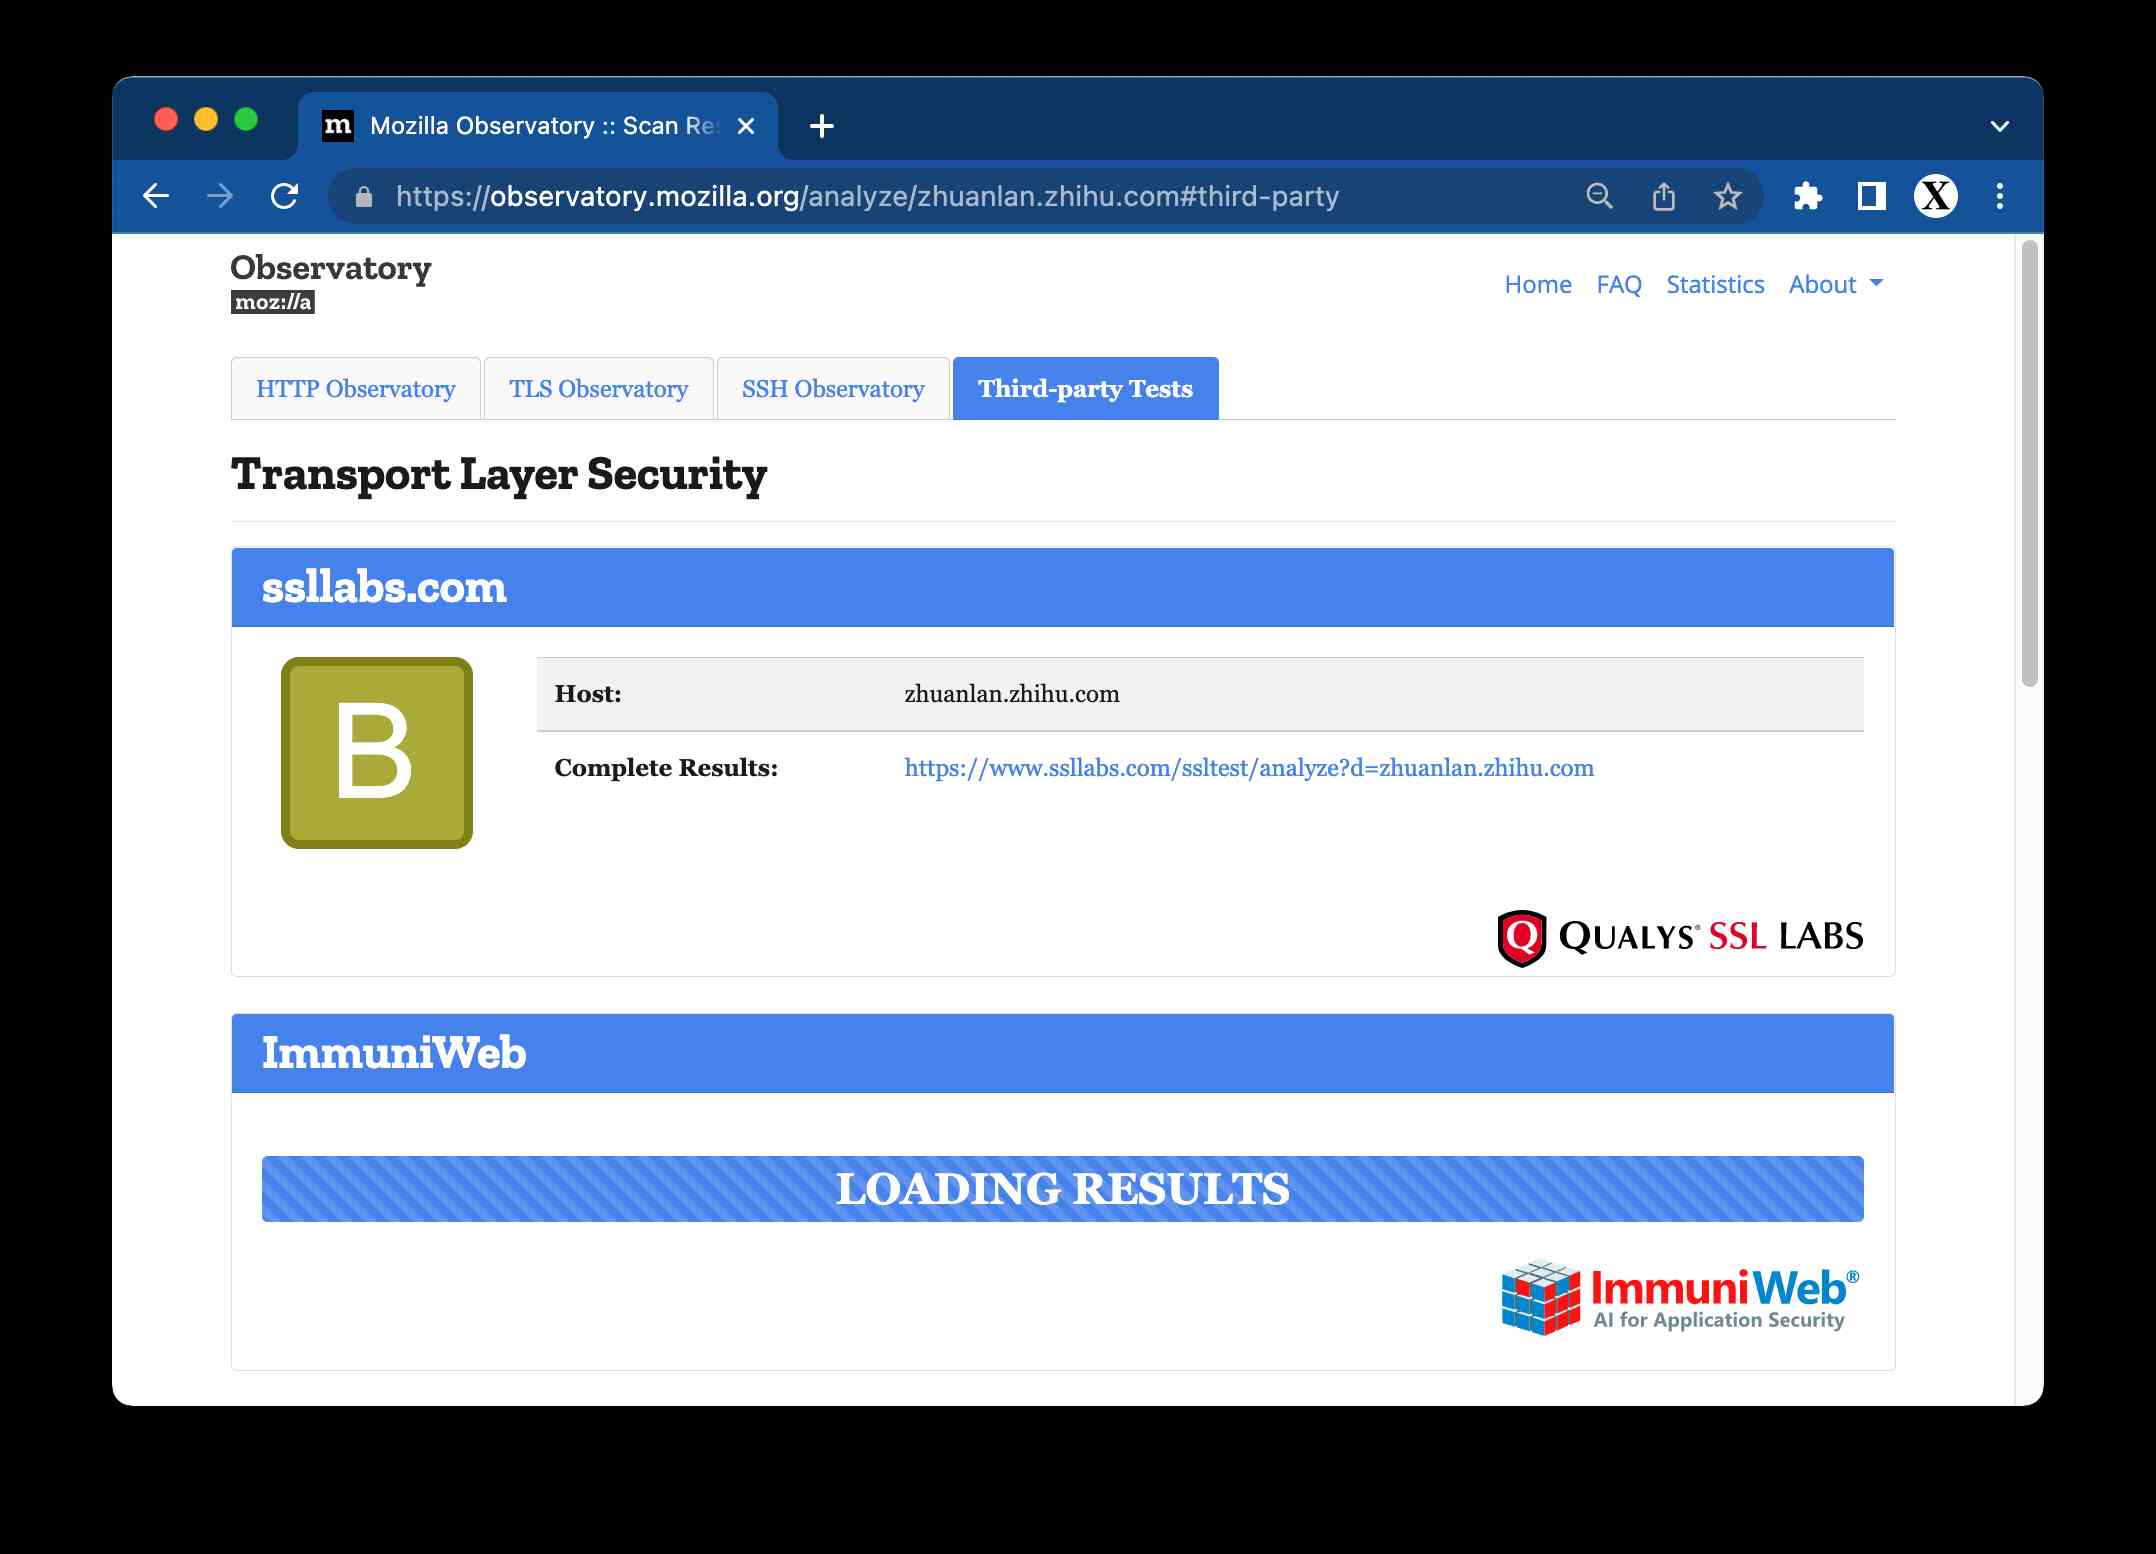 m Mozilla Observatory :: Scan Res
https://observatory.mozilla.org/analyze/zhuanlan.zhihu.com#third-party
X
Observatory
moz://a
Home FAQ Statistics About
HTTP Observatory TLS Observatory SSH Observatory Third-party Tests
Transport Layer Security
ssllabs.com
B
Host: zhuanlan.zhihu.com
Complete Results: https://www.ssllabs.com/ssltest/analyze?d=zhuanlan.zhihu.com
Q QUALYS® SSL LABS
ImmuniWeb
LOADING RESULTS
ImmuniWeb®
AI for Application Security